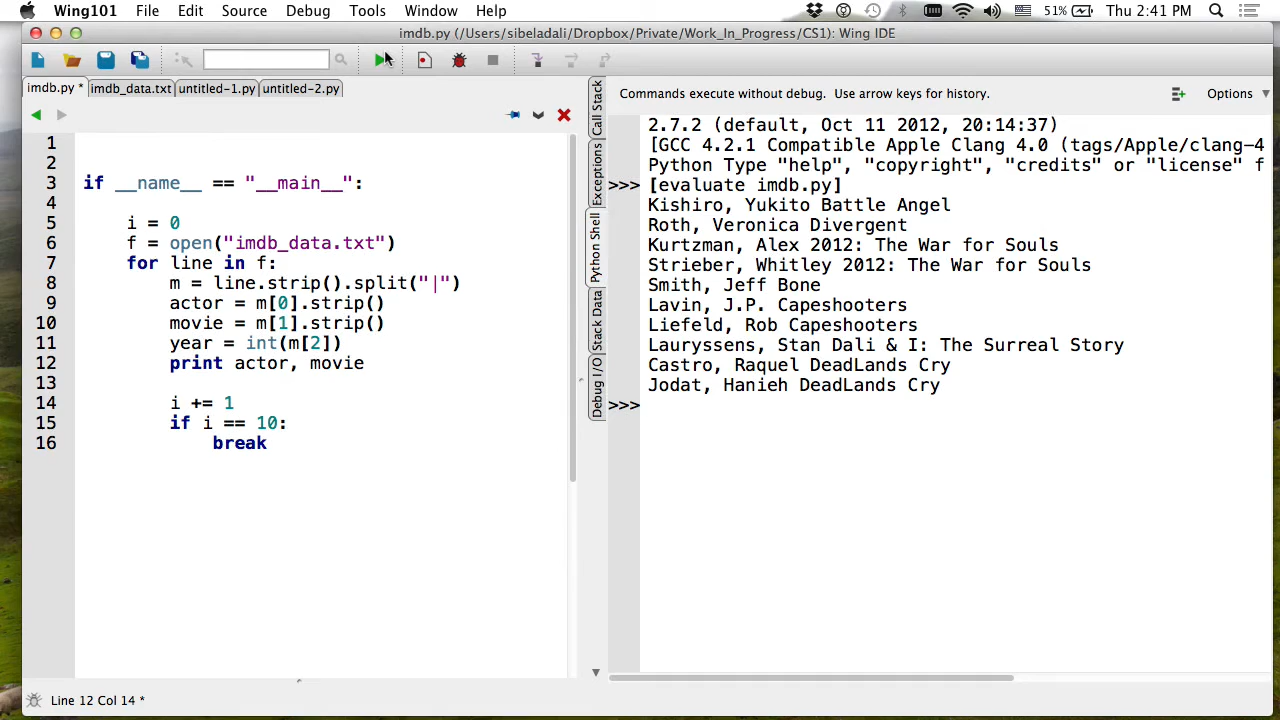 Wing101 File Edit Source Debug Tools Window Help 51% Thu 2:41 PM
imdb.py (/Users/sibeladali/Dropbox/Private/Work_In_Progress/CS1): Wing IDE
imdb.py * imdb_data.txt untitled-1.py untitled-2.py
1
2
3 if __name__ == "__main__":
4
5 i = 0
6 f = open("imdb_data.txt")
7 for line in f:
8 m = line.strip().split("|")
9 actor = m[0].strip()
10 movie = m[1].strip()
11 year = int(m[2])
12 print actor, movie
13
14 i += 1
15 if i == 10:
16 break
Line 12 Col 14 *
Call Stack
Exceptions
Python Shell
Stack Data
Debug I/O
Commands execute without debug. Use arrow keys for history. Options
2.7.2 (default, Oct 11 2012, 20:14:37)
[GCC 4.2.1 Compatible Apple Clang 4.0 (tags/Apple/clang-4
Python Type "help", "copyright", "credits" or "license" f
>>> [evaluate imdb.py]
Kishiro, Yukito Battle Angel
Roth, Veronica Divergent
Kurtzman, Alex 2012: The War for Souls
Strieber, Whitley 2012: The War for Souls
Smith, Jeff Bone
Lavin, J.P. Capeshooters
Liefeld, Rob Capeshooters
Lauryssens, Stan Dali & I: The Surreal Story
Castro, Raquel DeadLands Cry
Jodat, Hanieh DeadLands Cry
>>>